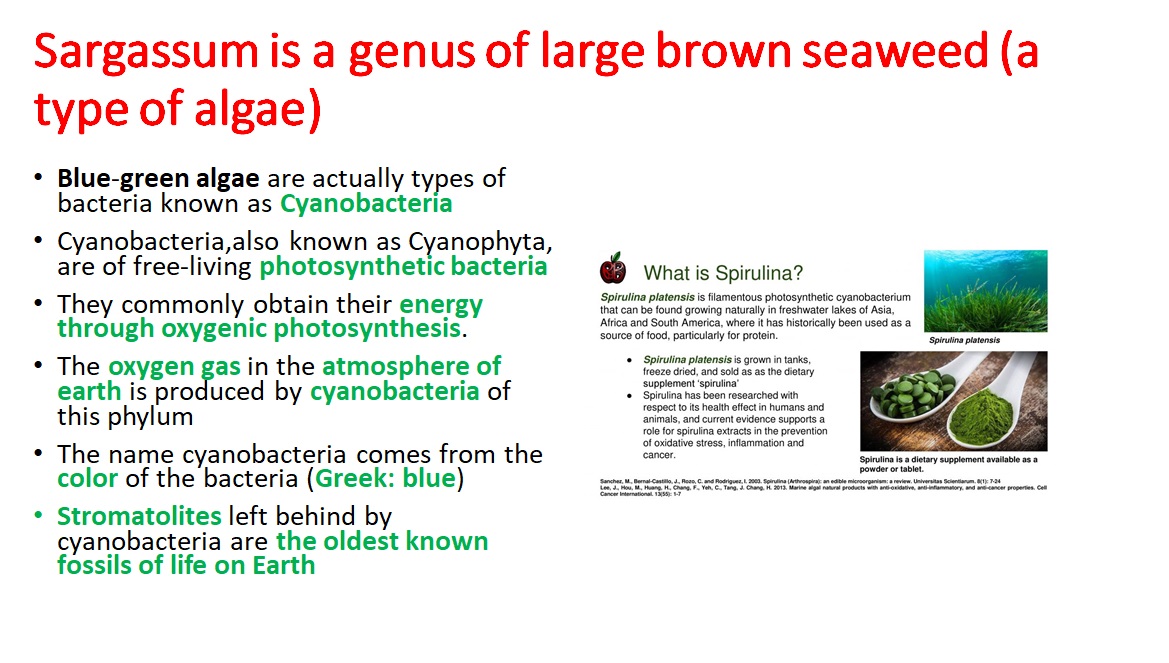 Sargassum is a genus of large brown seaweed (a
type of algae)
• Blue-green algae are actually types of
bacteria known as Cyanobacteria
• Cyanobacteria,also known as Cyanophyta,
are of free-living photosynthetic bacteria
• They commonly obtain their energy
through oxygenic photosynthesis.
• The oxygen gas in the atmosphere of
earth is produced by cyanobacteria of
this phylum
• The name cyanobacteria comes from the
color of the bacteria (Greek: blue)
• Stromatolites left behind by
cyanobacteria are the oldest known
fossils of life on Earth
What is Spirulina?
Spirulina platensis is filamentous photosynthetic cyanobacterium
that can be found growing naturally in freshwater lakes of Asia,
Africa and South America, where it has historically been used as a
source of food, particularly for protein.
Spirulina platensis
• Spirulina platensis is grown in tanks,
freeze dried, and sold as as the dietary
supplement ‘spirulina’
• Spirulina has been researched with
respect to its health effect in humans and
animals, and current evidence supports a
role for spirulina extracts in the prevention
of oxidative stress, inflammation and
cancer.
Spirulina is a dietary supplement available as a
powder or tablet.
Sanchez, M., Bernal-Castillo, J., Rozo, C. and Rodriguez, I. 2003. Spirulina (Arthrospira): an edible microorganism: a review. Universitas Scientiarum. 8(1): 7-24
Lee, J., Hou, M., Huang, H., Chang, F., Yeh, C., Tang, J. Chang, H. 2013. Marine algal natural products with anti-oxidative, anti-inflammatory, and anti-cancer properties. Cell
Cancer International. 13(55): 1-7